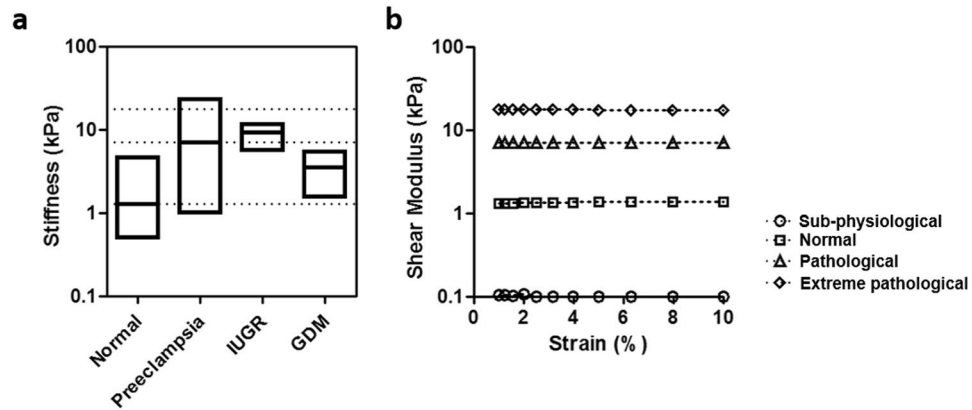 a
100
10
1
0.1
Stiffness (kPa)
Normal
Preeclampsia
IUGR
GDM
b
100
10
1
0.1
Shear Modulus (kPa)
0 2 4 6 8 10
Strain (%)
Sub-physiological
Normal
Pathological
Extreme pathological